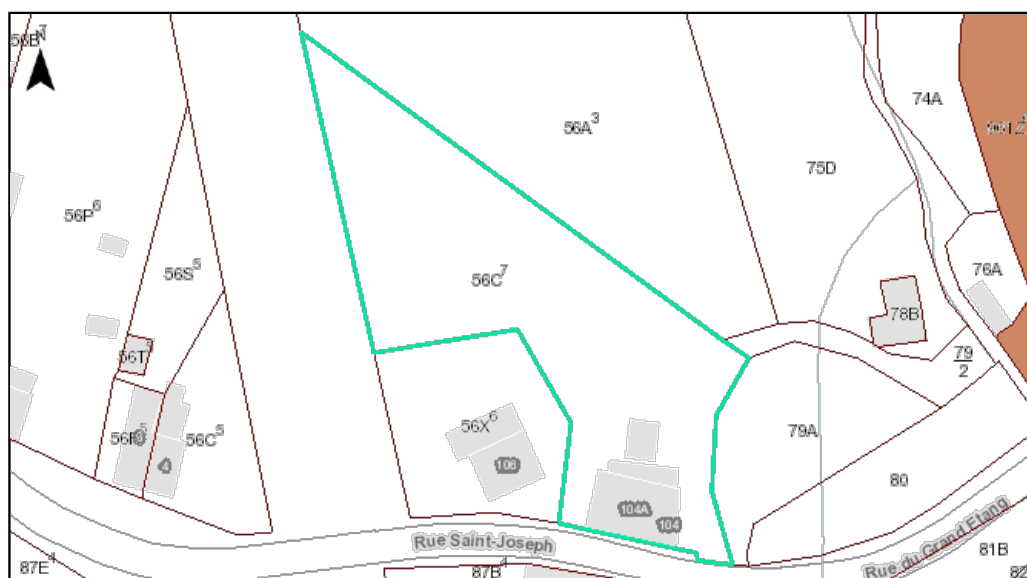 56B
N
74A
56A³
75D
56P⁶
56S⁵
76A
56C⁷
78B
56T
79
2
56X⁶
79A
56C⁵
4
106
80
104A
104
Rue Saint-Joseph
Rue du Grand Etang
81B
87E⁴
87B⁴